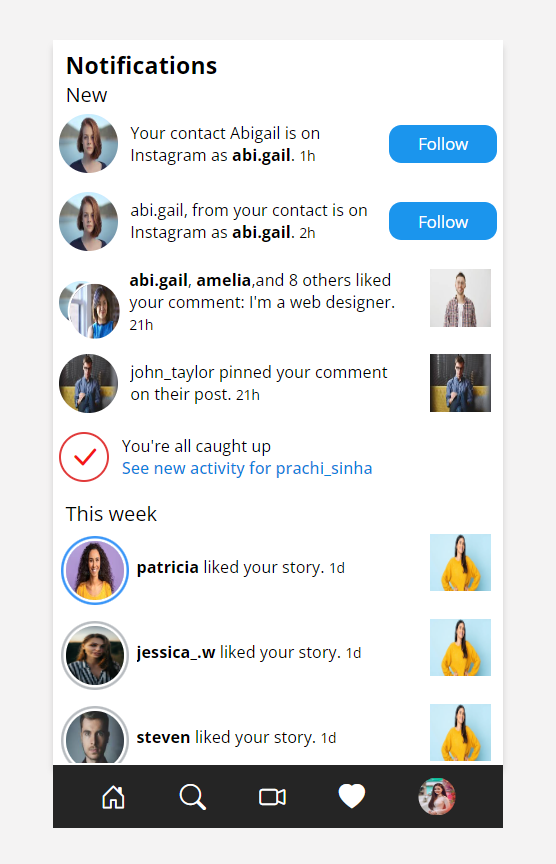 Notifications
New
Your contact Abigail is on
Instagram as abi.gail. 1h
Follow
abi.gail, from your contact is on
Instagram as abi.gail. 2h
Follow
abi.gail, amelia,and 8 others liked
your comment: I'm a web designer.
21h
john_taylor pinned your comment
on their post. 21h
You're all caught up
See new activity for prachi_sinha
This week
patricia liked your story. 1d
jessica_.w liked your story. 1d
steven liked your story. 1d